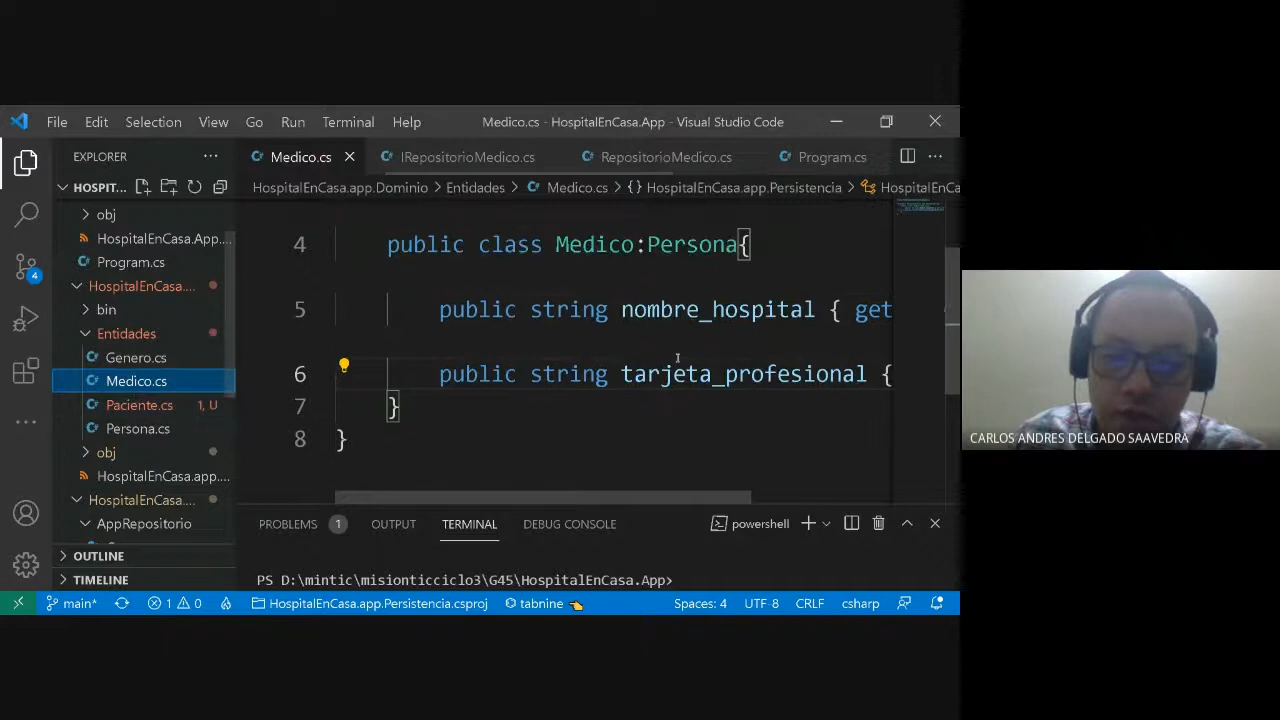 File Edit Selection View Go Run Terminal Help Medico.cs - HospitalEnCasa.App - Visual Studio Code
EXPLORER
Medico.cs IRepositorioMedico.cs RepositorioMedico.cs Program.cs
HOSPIT...
HospitalEnCasa.app.Dominio > Entidades > Medico.cs > {} HospitalEnCasa.app.Persistencia > HospitalEnCasa
obj
HospitalEnCasa.App....
Program.cs
HospitalEnCasa....
bin
Entidades
Genero.cs
Medico.cs
Paciente.cs 1, U
Persona.cs
obj
HospitalEnCasa.app....
HospitalEnCasa....
AppRepositorio
OUTLINE
TIMELINE
4
4 public class Medico:Persona{
5 public string nombre_hospital { get
6 public string tarjeta_profesional {
7 }
8 }
PROBLEMS 1 OUTPUT TERMINAL DEBUG CONSOLE powershell
PS D:\mintic\misionticciclo3\G45\HospitalEnCasa.App>
main* 1 0 HospitalEnCasa.app.Persistencia.csproj tabnine Spaces: 4 UTF-8 CRLF csharp
CARLOS ANDRES DELGADO SAAVEDRA